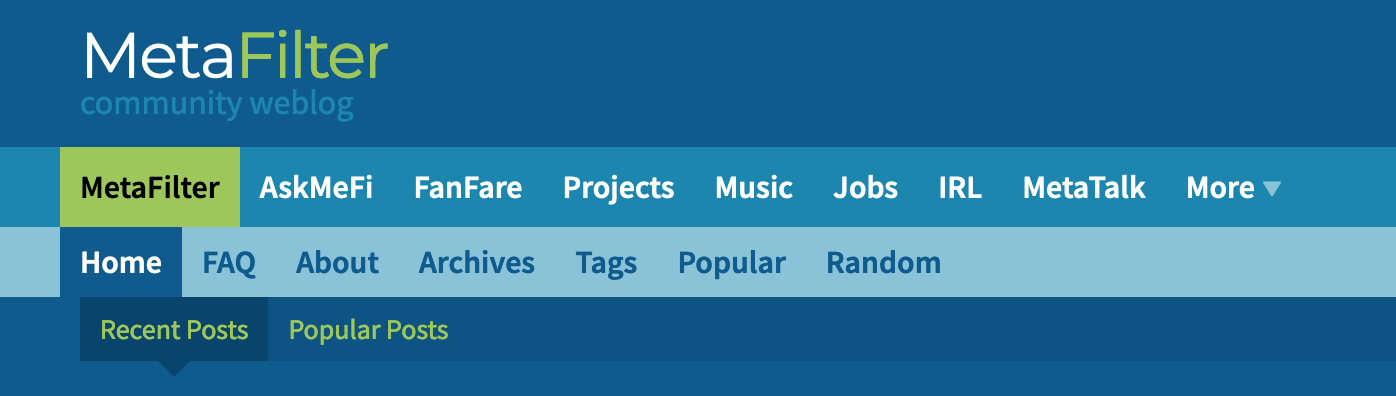 MetaFilter
community weblog
MetaFilter AskMeFi FanFare Projects Music Jobs IRL MetaTalk More
Home FAQ About Archives Tags Popular Random
Recent Posts Popular Posts